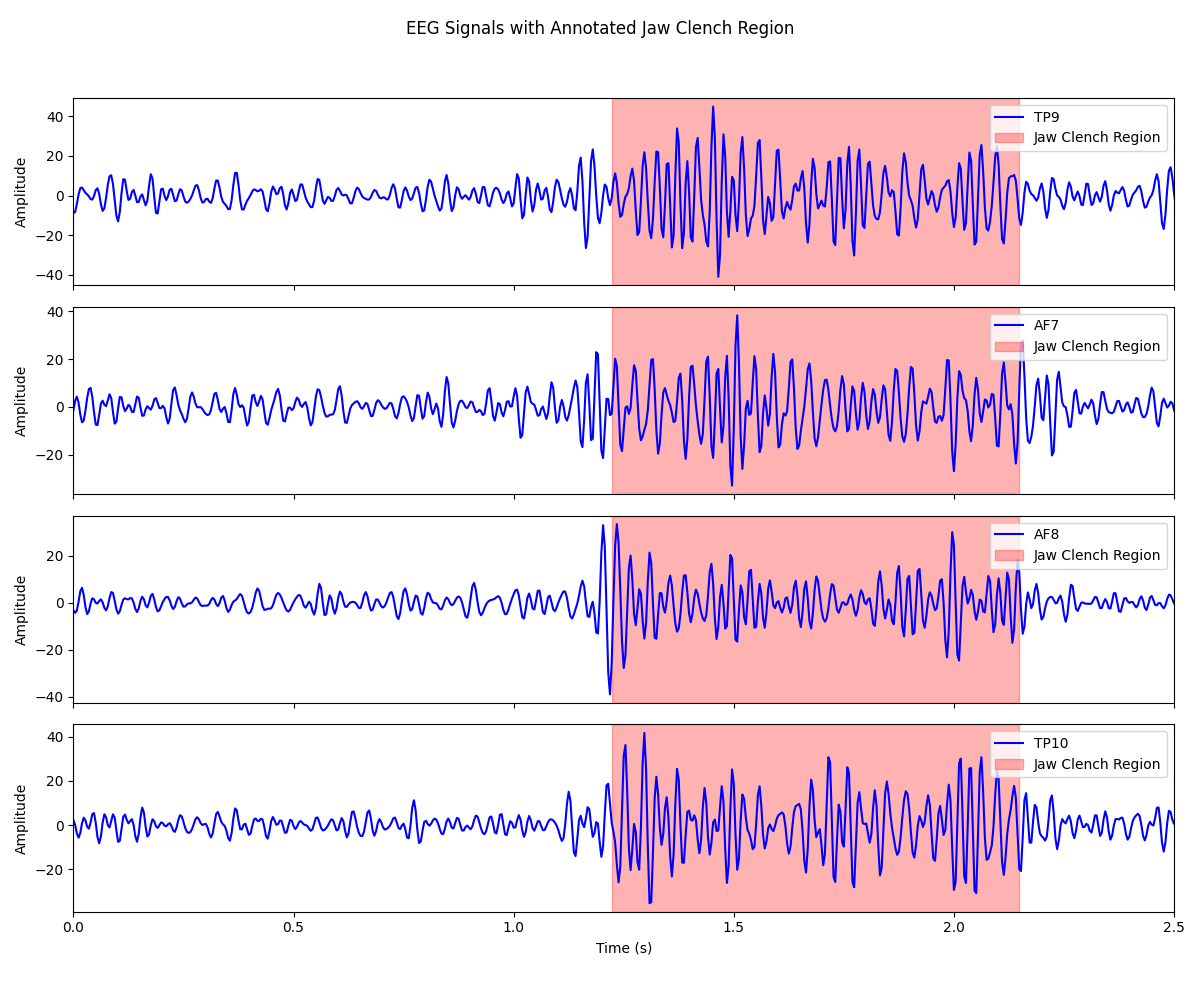 EEG Signals with Annotated Jaw Clench Region
40
20
0
−20
−40
Amplitude
TP9
Jaw Clench Region
40
20
0
−20
Amplitude
AF7
Jaw Clench Region
20
0
−20
−40
Amplitude
AF8
Jaw Clench Region
40
20
0
−20
Amplitude
TP10
Jaw Clench Region
0.0 0.5 1.0 1.5 2.0 2.5
Time (s)